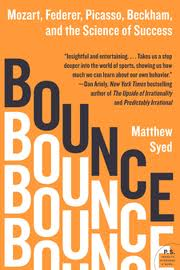 Mozart, Federer, Picasso, Beckham,
and the Science of Success
"Insightful and entertaining. . . . Takes us a step
deeper into the world of sports, showing us how
much we can learn about our own behavior."
—Dan Ariely, New York Times bestselling
author of The Upside of Irrationality and
Predictably Irrational
BOUNCE
Matthew Syed
BOUNCE
BOUNCE
BOUNCE
P.S.